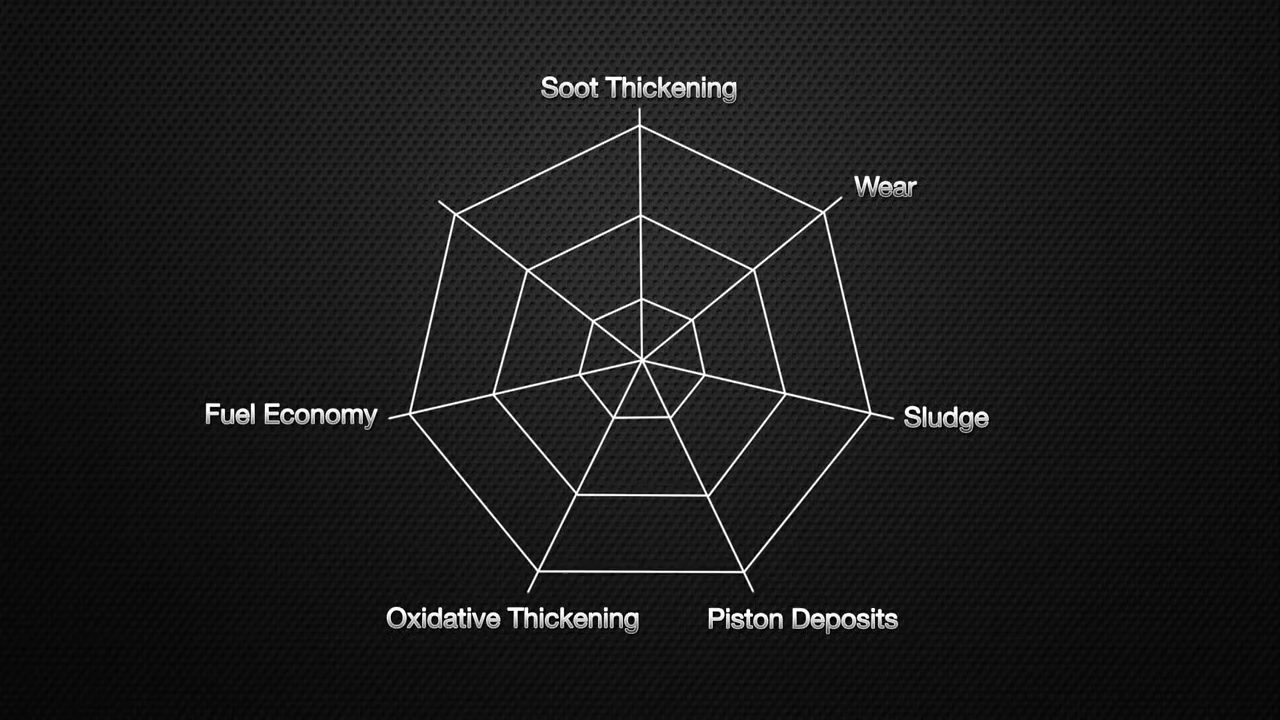 Soot Thickening
Wear
Fuel Economy
Sludge
Oxidative Thickening
Piston Deposits